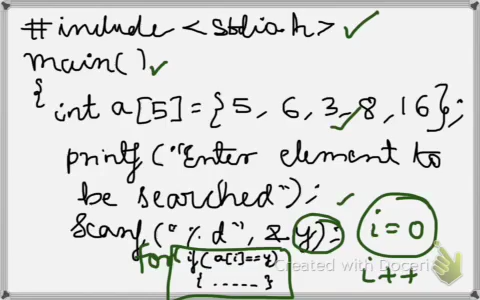 #include <stdio.h>
main()
{ int a[5] = {5, 6, 3, 8, 16};
printf("Enter element to
be searched");
scanf("%d", &y);
i = 0
for if(a[i]==y)
{ ..... }
i++
Created with Doceri